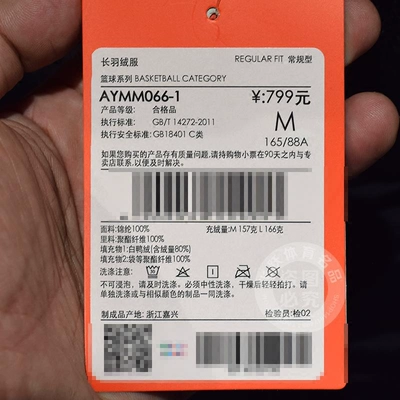 长羽绒服 REGULAR FIT 常规型
篮球系列 BASKETBALL CATEGORY
AYMM066-1 ¥:799元
产品等级: 合格品
执行标准: GB/T 14272-2011
M
执行安全标准: GB18401 C类
165/88A
如果您购买的产品存有质量问题,请持购物小票在90天之内与专
卖店联系,以便及时解决。
面料:锦纶100% 充绒量:M 157克 L 166克
里料:聚酯纤维100%
填充物1:白鸭绒(含绒量80%)
填充物2:袋等聚酯纤维100%
洗涤注意:
不可浸泡,请及时洗涤。必须中性洗涤,干燥后轻轻拍打。请
单独洗涤或与相似颜色的制品一同洗涤。
制成品产地: 浙江嘉兴 检验员:检02